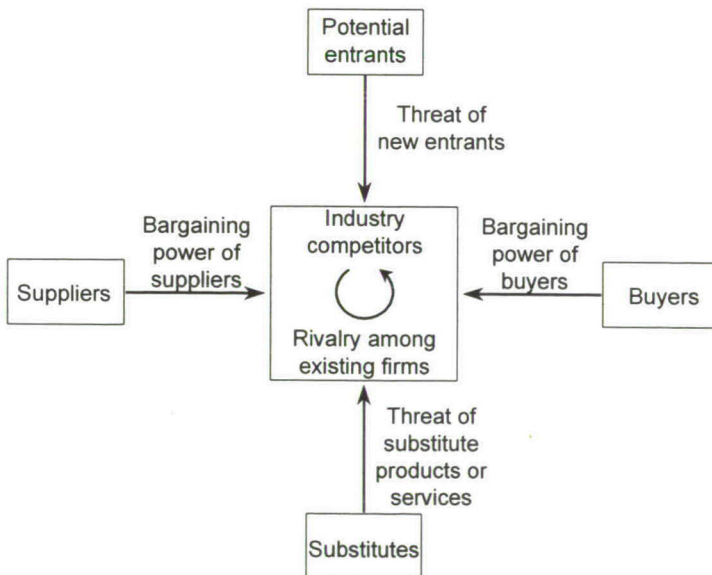 Potential
entrants
Threat of
new entrants
Bargaining
power of
suppliers
Suppliers
Industry
competitors
Rivalry among
existing firms
Bargaining
power of
buyers
Buyers
Threat of
substitute
products or
services
Substitutes